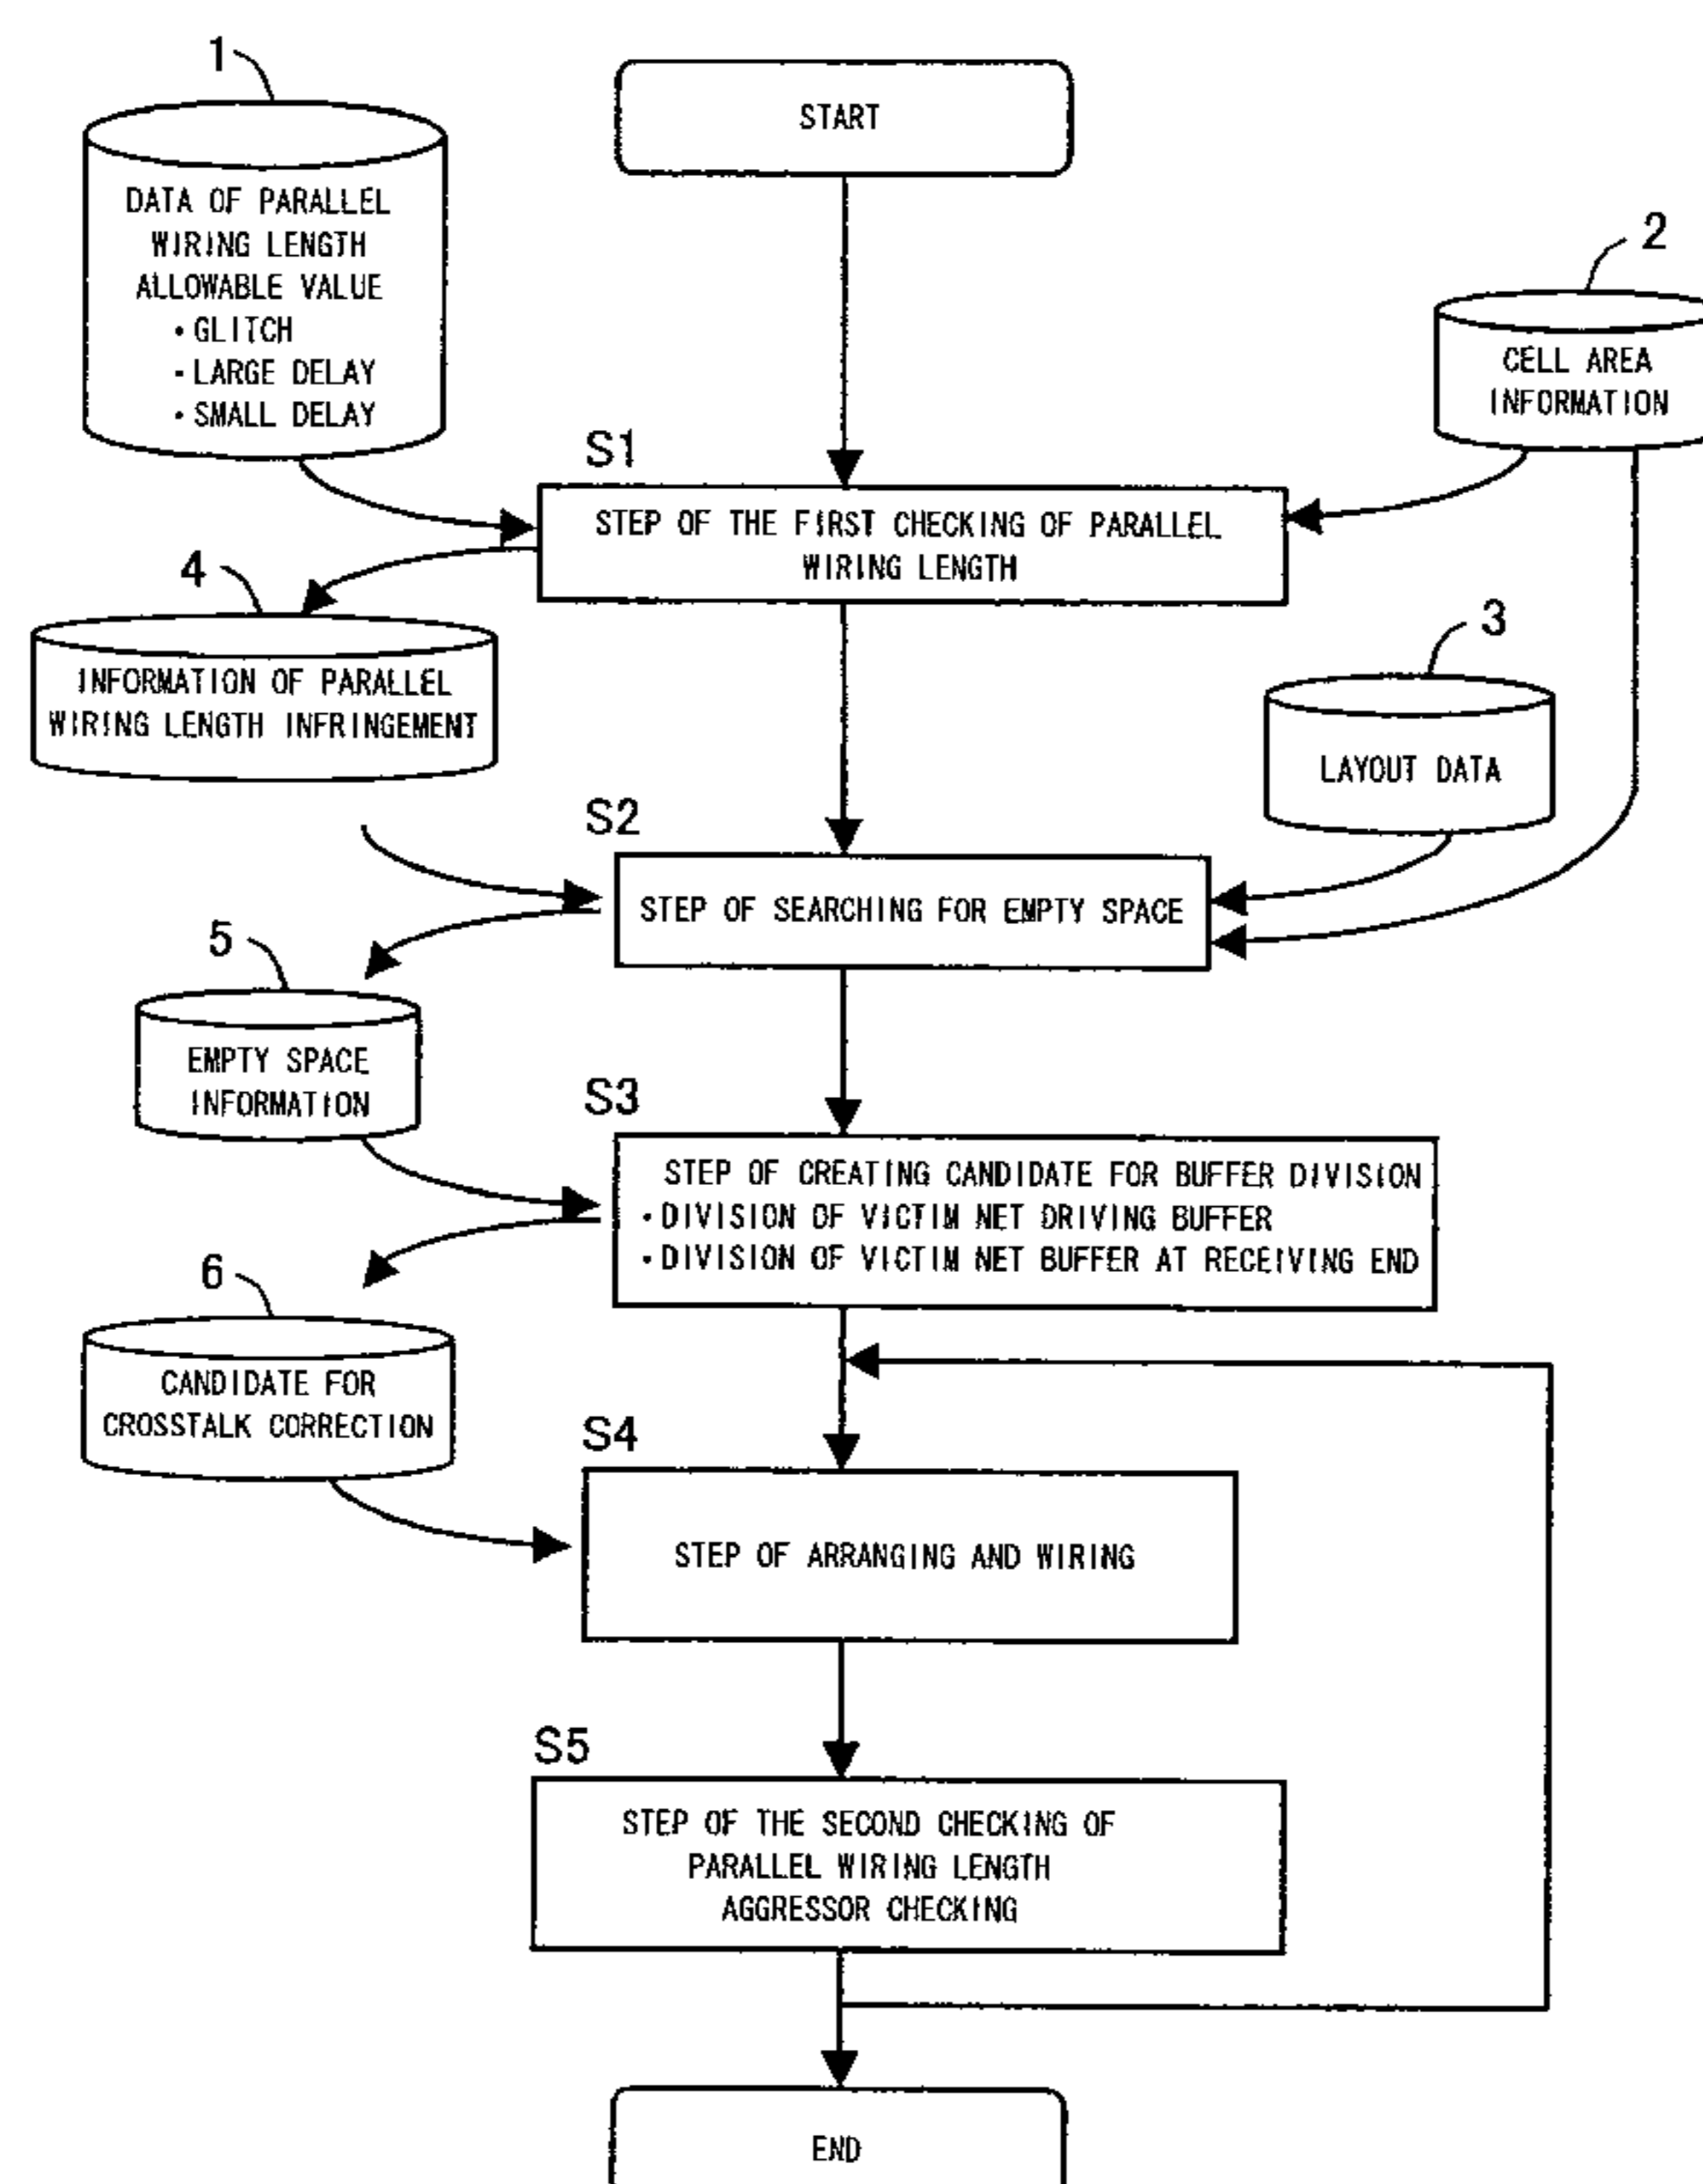 1
START
DATA OF PARALLEL
WIRING LENGTH
ALLOWABLE VALUE
• GLITCH
- LARGE DELAY
• SMALL DELAY
2
CELL AREA
INFORMATION
S1
STEP OF THE FIRST CHECKING OF PARALLEL
WIRING LENGTH
4
INFORMATION OF PARALLEL
WIRING LENGTH INFRINGEMENT
3
LAYOUT DATA
S2
STEP OF SEARCHING FOR EMPTY SPACE
5
EMPTY SPACE
INFORMATION
S3
STEP OF CREATING CANDIDATE FOR BUFFER DIVISION
• DIVISION OF VICTIM NET DRIVING BUFFER
• DIVISION OF VICTIM NET BUFFER AT RECEIVING END
6
CANDIDATE FOR
CROSSTALK CORRECTION
S4
STEP OF ARRANGING AND WIRING
S5
STEP OF THE SECOND CHECKING OF
PARALLEL WIRING LENGTH
AGGRESSOR CHECKING
END